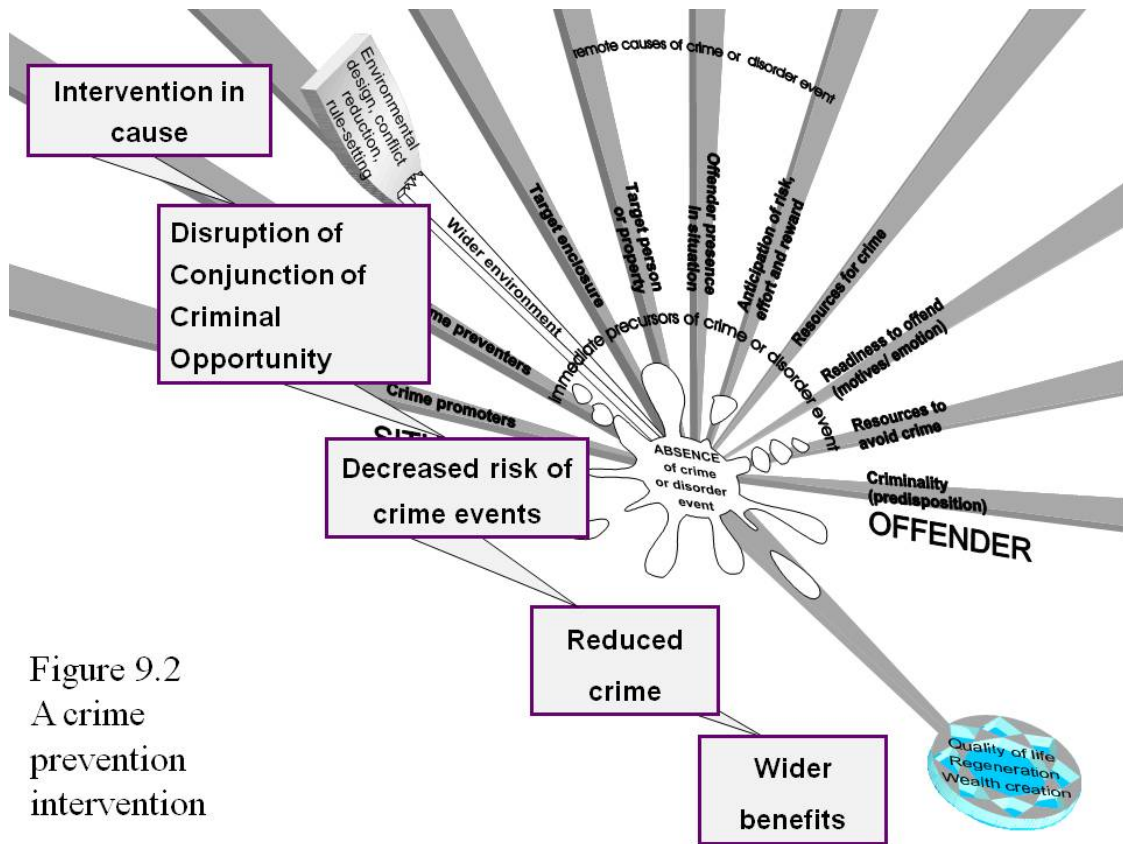 Intervention in
cause
Disruption of
Conjunction of
Criminal
Opportunity
Decreased risk of
crime events
Reduced
crime
Wider
benefits
Environmental
design, conflict
reduction,
rule-setting
remote causes of crime or disorder event
Crime promoters
preventers
Wider environment
Target enclosure
Target person
or property
Offender presence
in situation
Anticipation of risk,
effort and reward
Resources for crime
Readiness to offend
(motives/ emotion)
Resources to
avoid crime
Criminality
(predisposition)
OFFENDER
Immediate precursors of crime or disorder event
ABSENCE
of crime
or disorder
event
Quality of life
Regeneration
Wealth creation
Figure 9.2
A crime
prevention
intervention